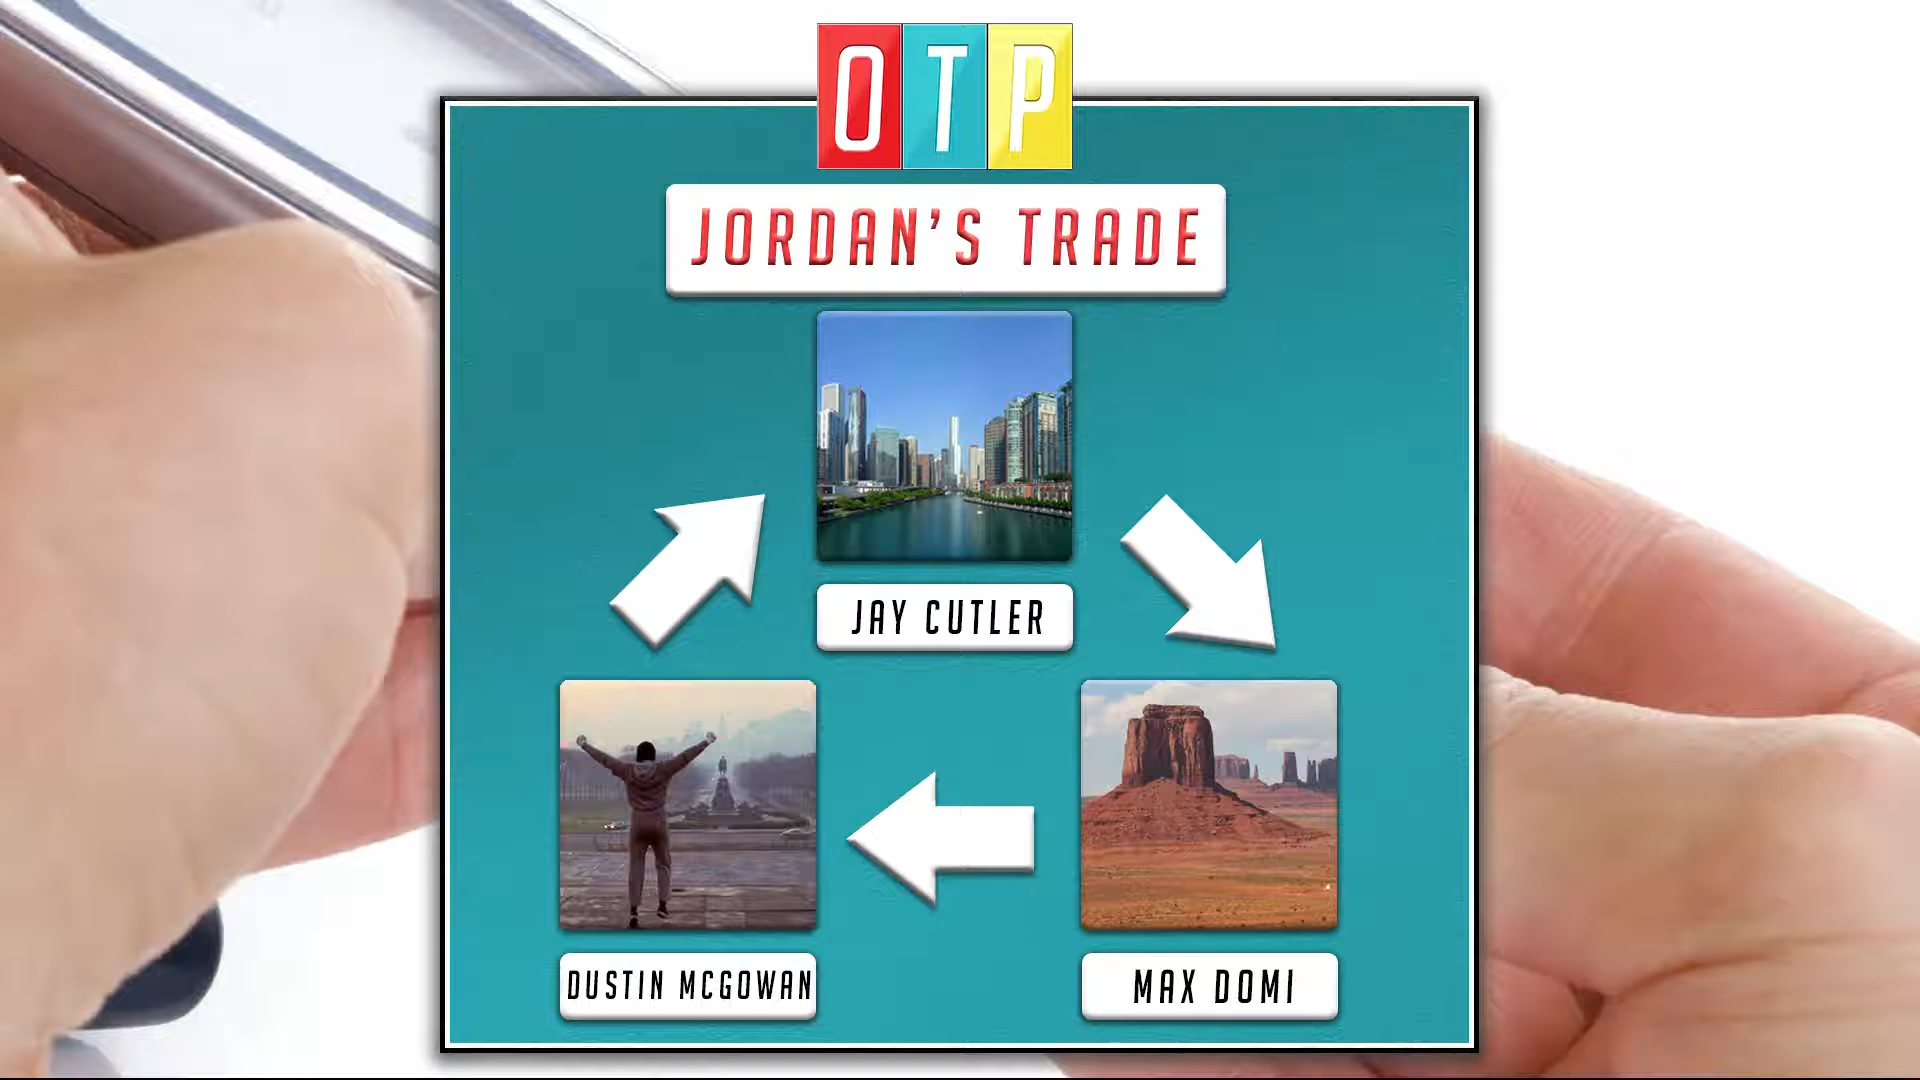 OTP
JORDAN'S TRADE
JAY CUTLER
DUSTIN MCGOWAN
MAX DOMI